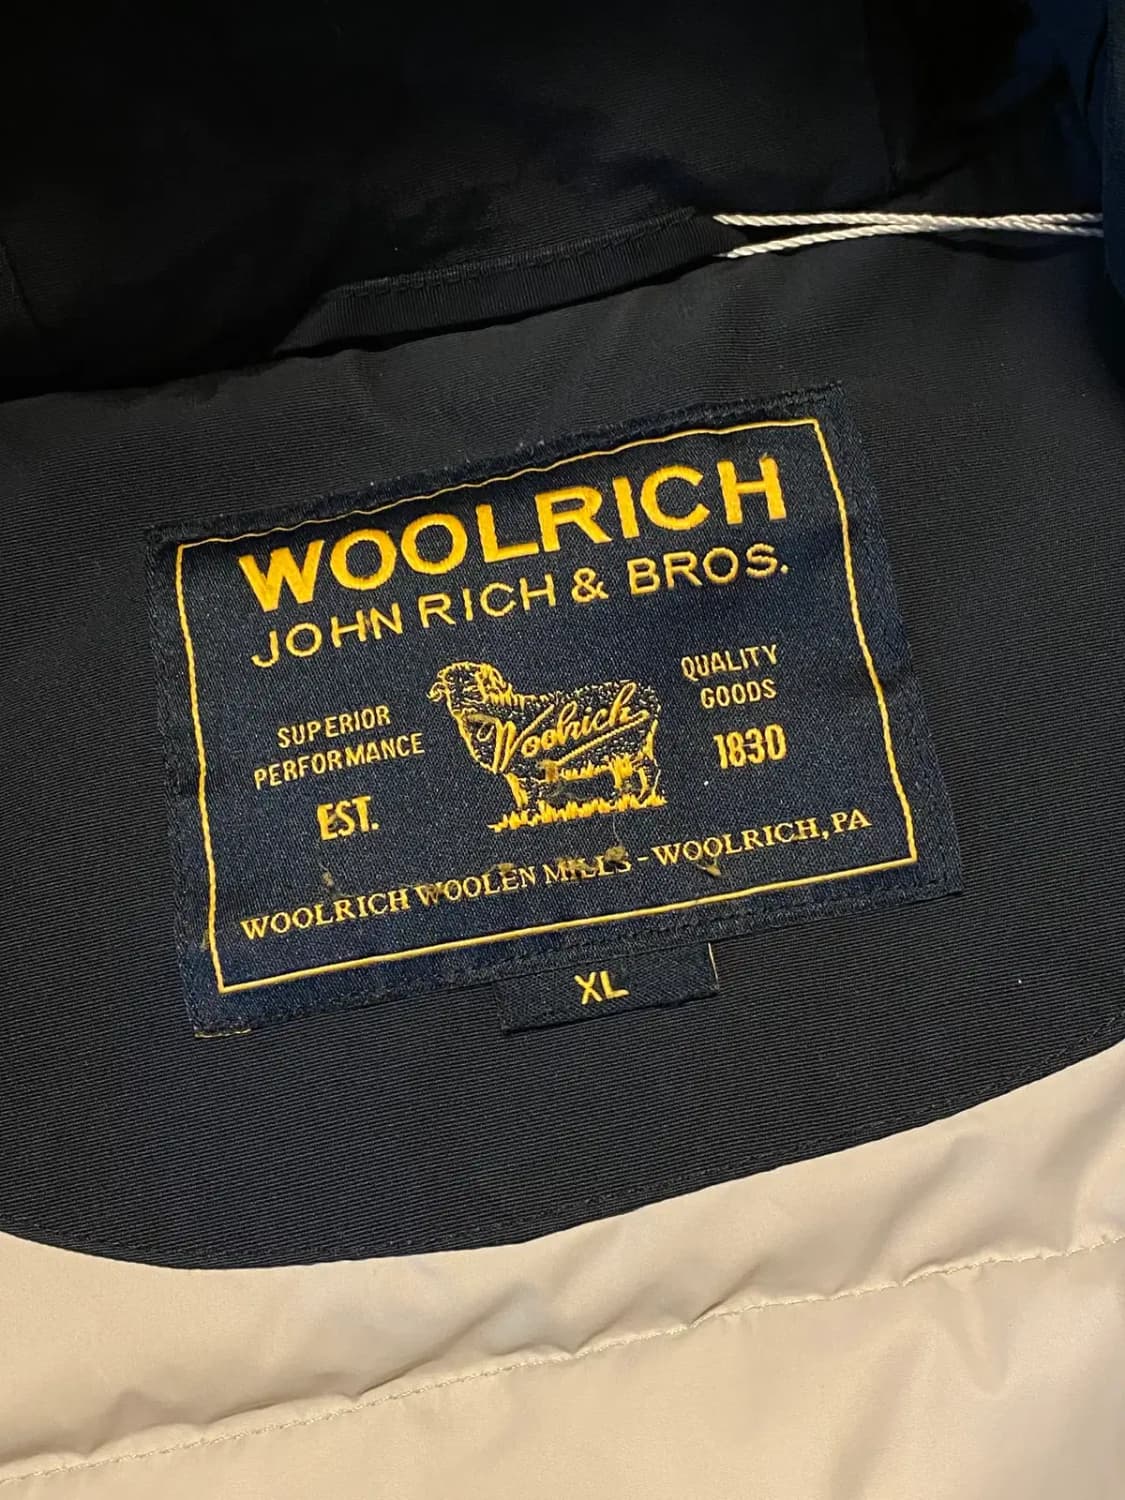 WOOLRICH
JOHN RICH & BROS.
SUPERIOR
PERFORMANCE
EST.
Woolrich
QUALITY
GOODS
1830
WOOLRICH WOOLEN MILLS - WOOLRICH, PA
XL